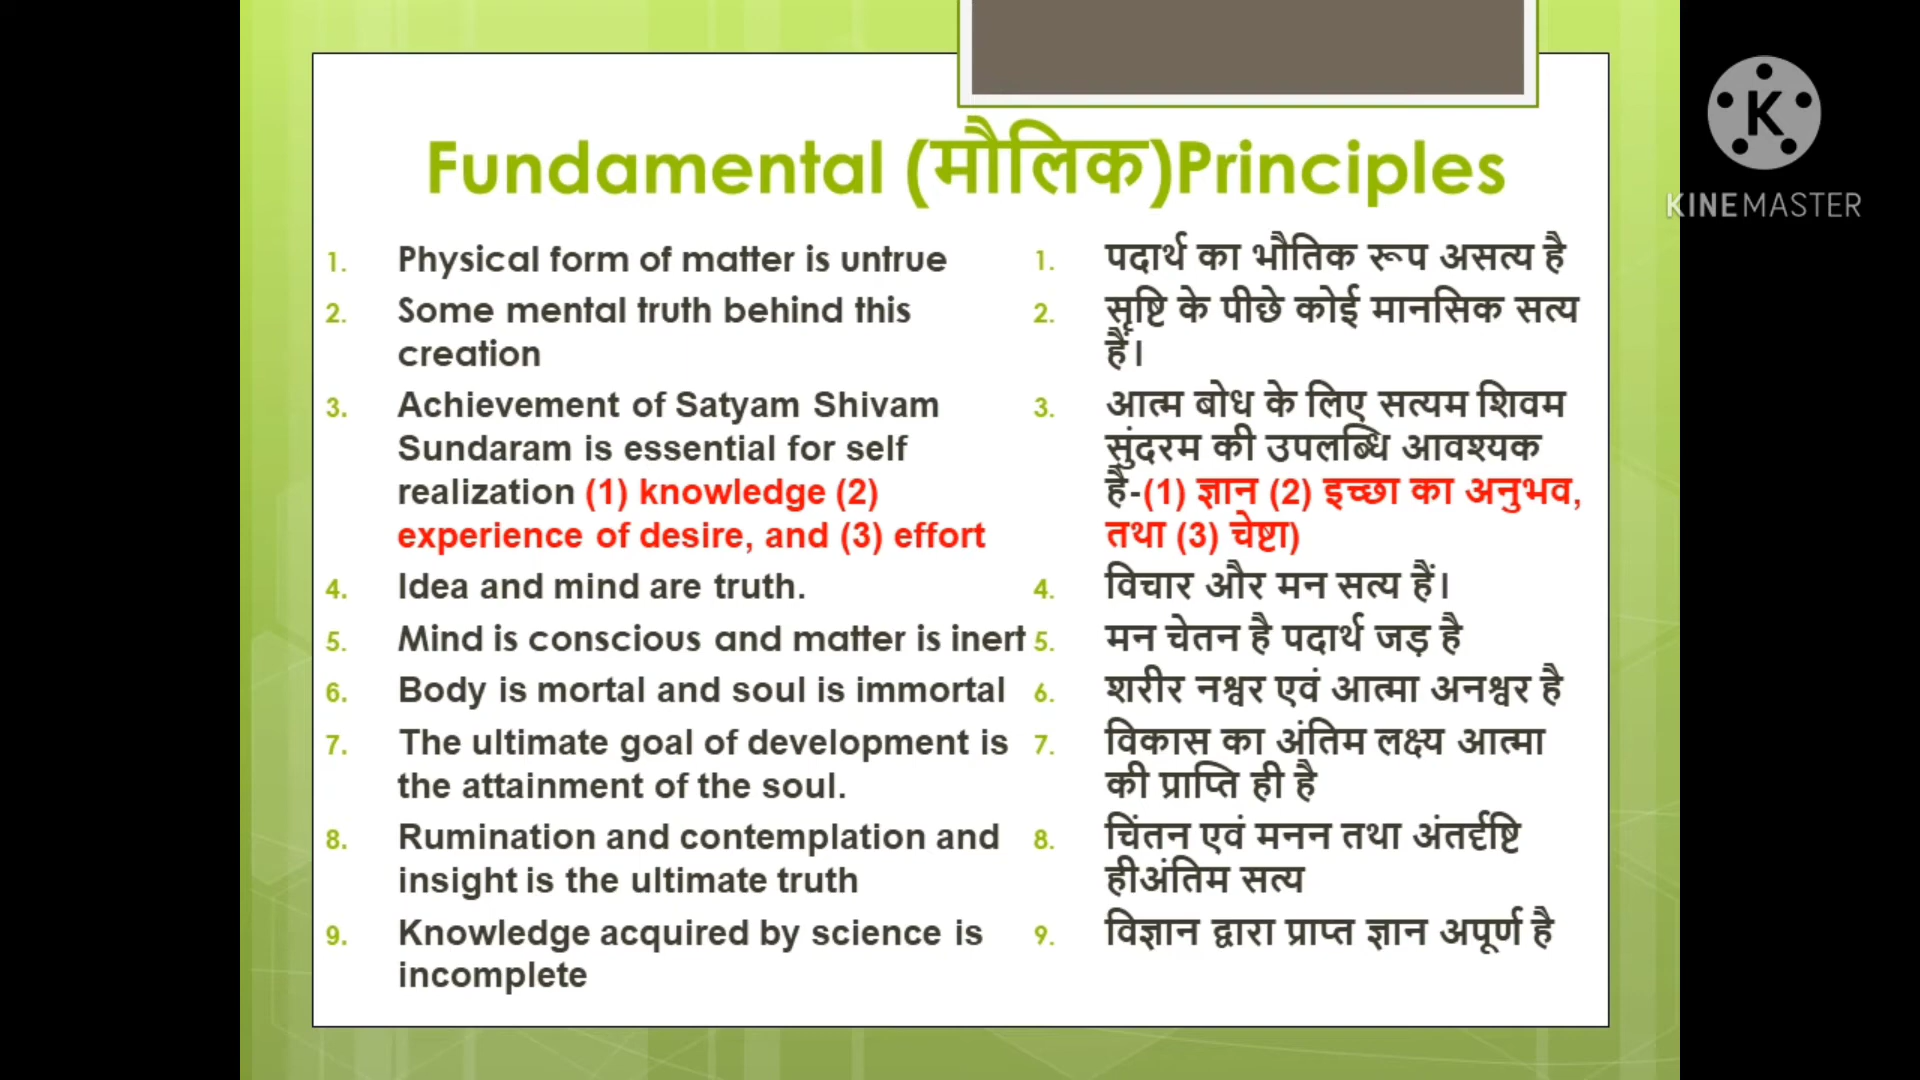 Fundamental (मौलिक)Principles
1. Physical form of matter is untrue
2. Some mental truth behind this
creation
3. Achievement of Satyam Shivam
Sundaram is essential for self
realization (1) knowledge (2)
experience of desire, and (3) effort
4. Idea and mind are truth.
5. Mind is conscious and matter is inert
6. Body is mortal and soul is immortal
7. The ultimate goal of development is
the attainment of the soul.
8. Rumination and contemplation and
insight is the ultimate truth
9. Knowledge acquired by science is
incomplete
1. पदार्थ का भौतिक रूप असत्य है
2. सृष्टि के पीछे कोई मानसिक सत्य
हैं।
3. आत्म बोध के लिए सत्यम शिवम
सुंदरम की उपलब्धि आवश्यक
है-(1) ज्ञान (2) इच्छा का अनुभव,
तथा (3) चेष्टा)
4. विचार और मन सत्य हैं।
5. मन चेतन है पदार्थ जड़ है
6. शरीर नश्वर एवं आत्मा अनश्वर है
7. विकास का अंतिम लक्ष्य आत्मा
की प्राप्ति ही है
8. चिंतन एवं मनन तथा अंतर्दृष्टि
हीअंतिम सत्य
9. विज्ञान द्वारा प्राप्त ज्ञान अपूर्ण है
K
KINEMASTER